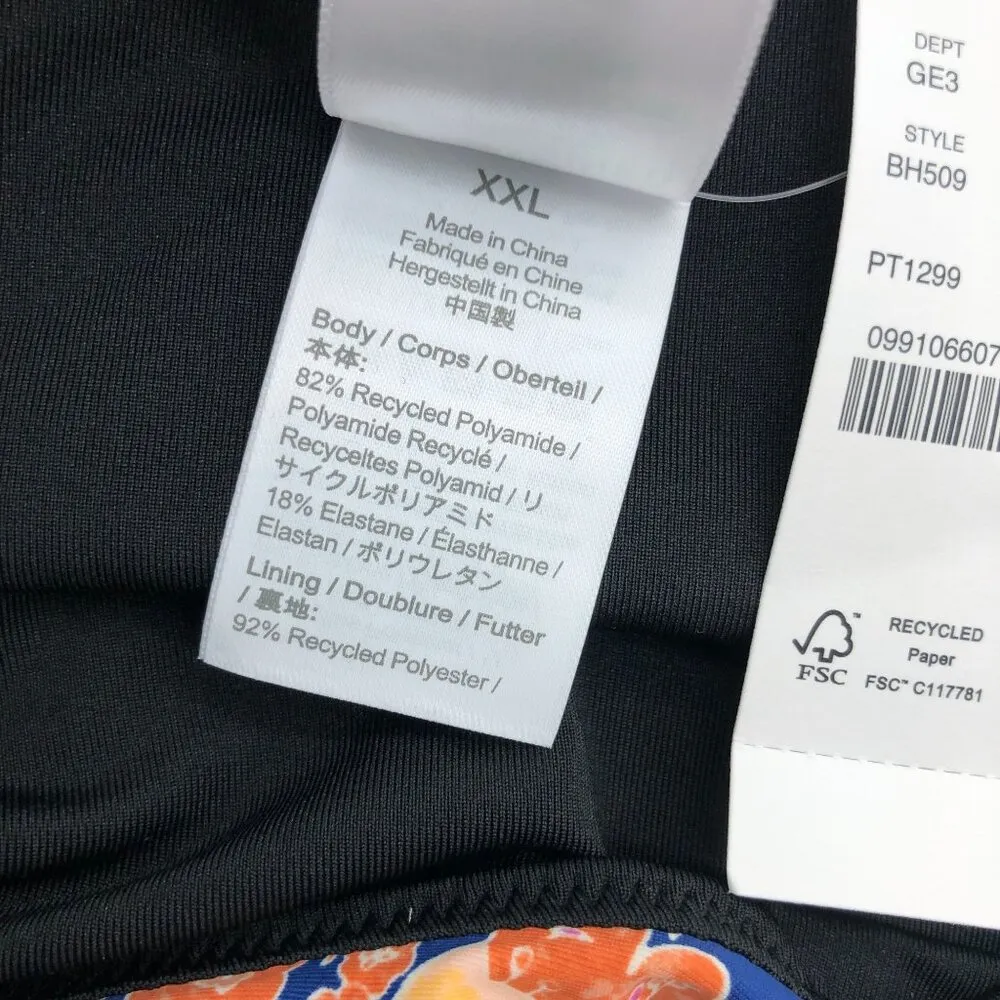 XXL
Made in China
Fabriqué en Chine
Hergestellt in China
中国製
Body / Corps / Oberteil /
本体:
82% Recycled Polyamide /
Polyamide Recyclé /
Recyceltes Polyamid / リ
サイクルポリアミド
18% Elastane / Élasthanne /
Elastan / ポリウレタン
Lining / Doublure / Futter
/ 裏地:
92% Recycled Polyester /
DEPT
GE3
STYLE
BH509
PT1299
099106607
FSC™
RECYCLED
Paper
FSC™ C117781